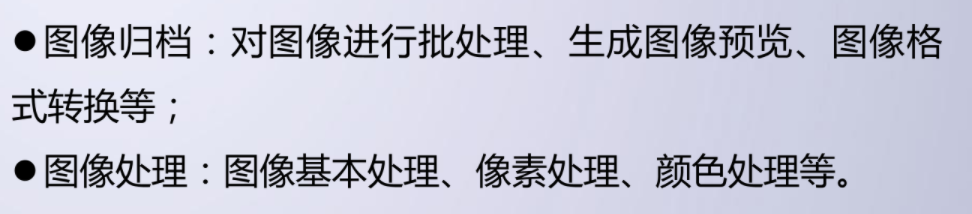 ●图像归档：对图像进行批处理、生成图像预览、图像格
式转换等；
●图像处理：图像基本处理、像素处理、颜色处理等。